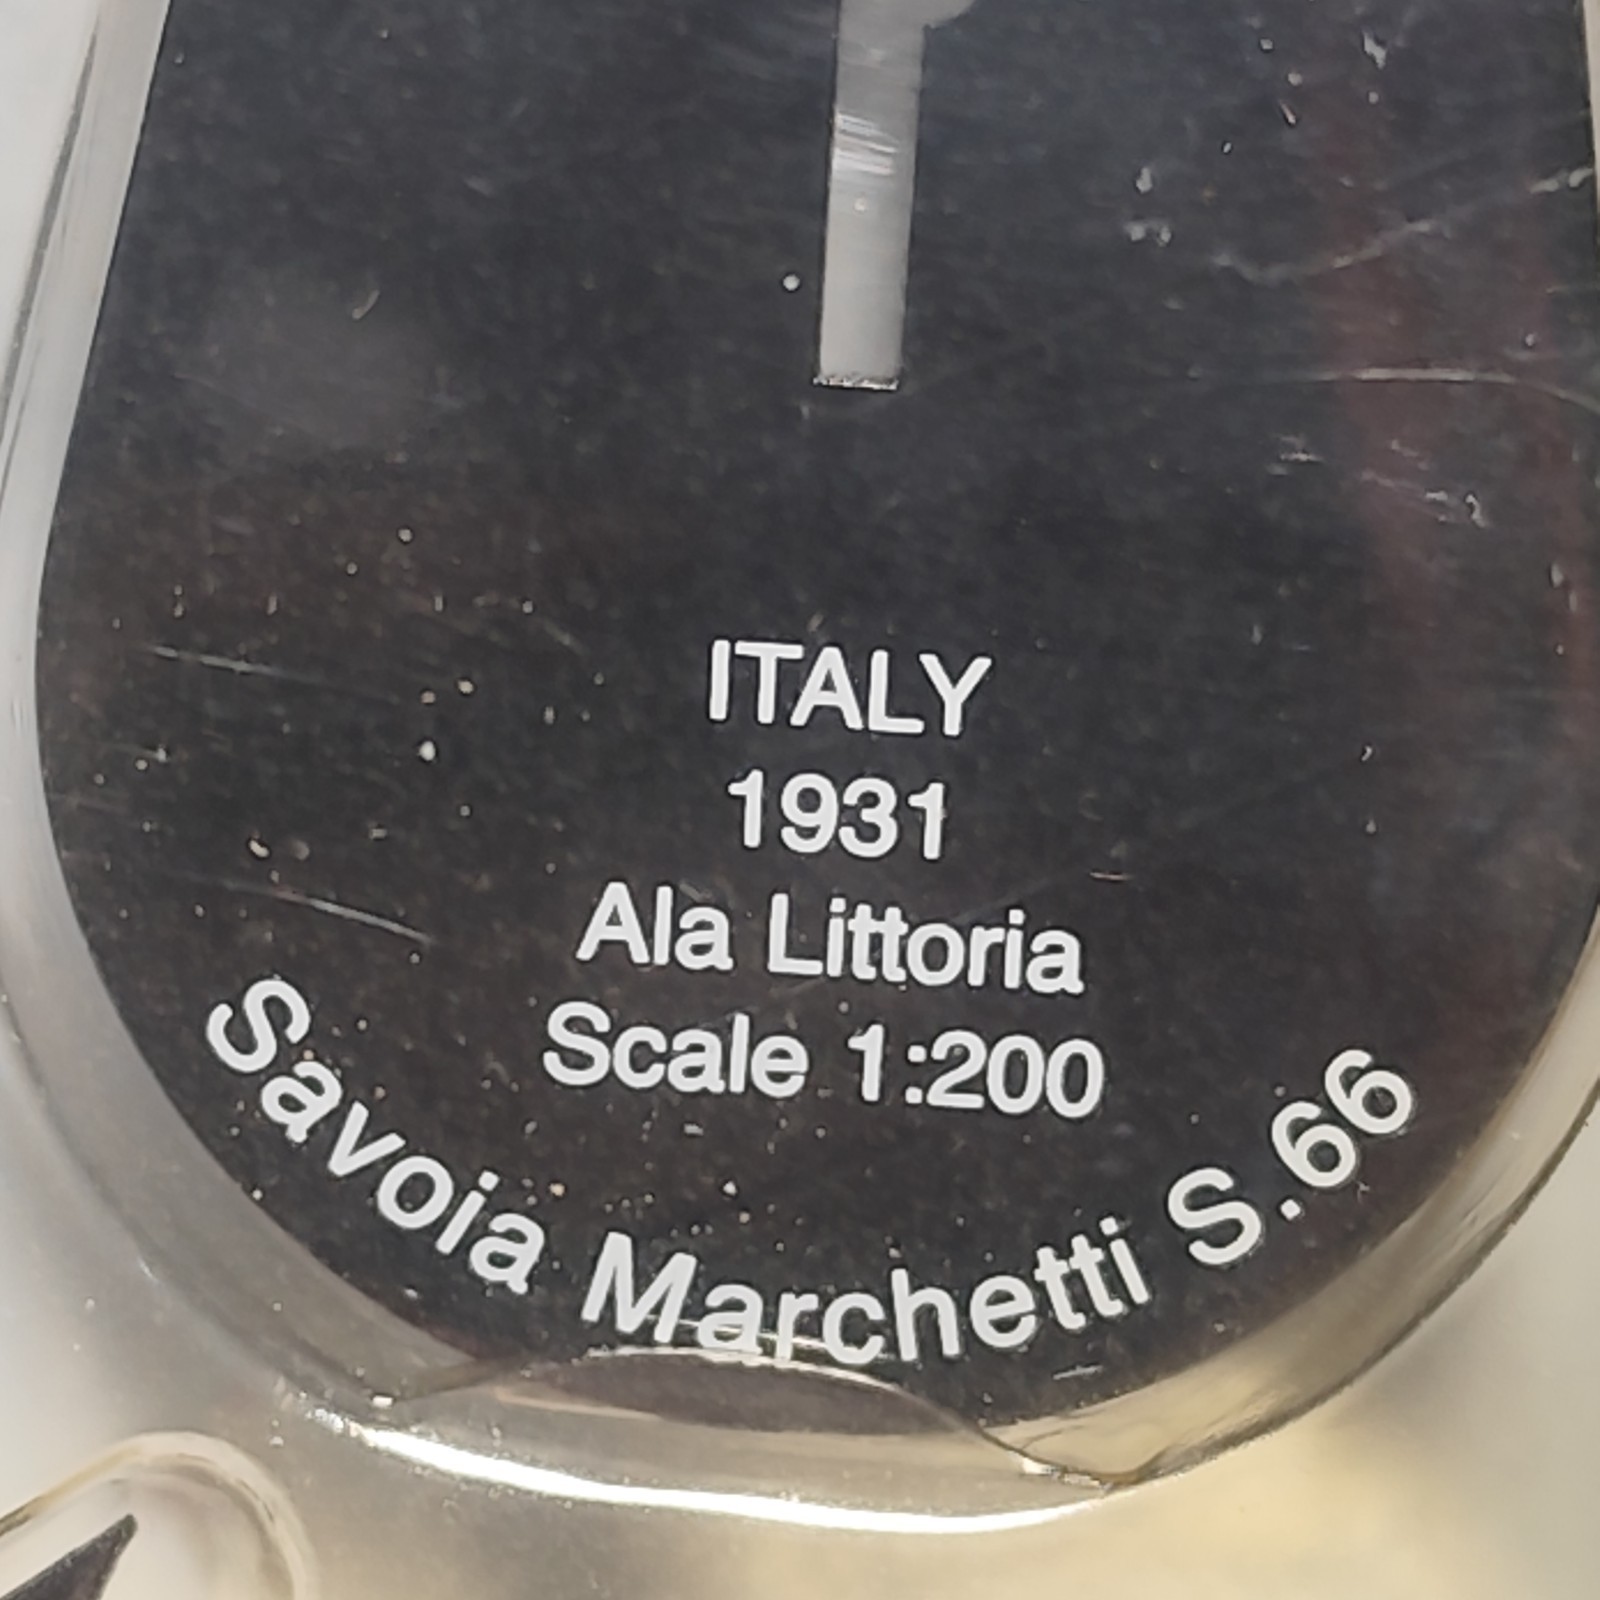 ITALY
1931
Ala Littoria
Scale 1:200
Savoia Marchetti S.66